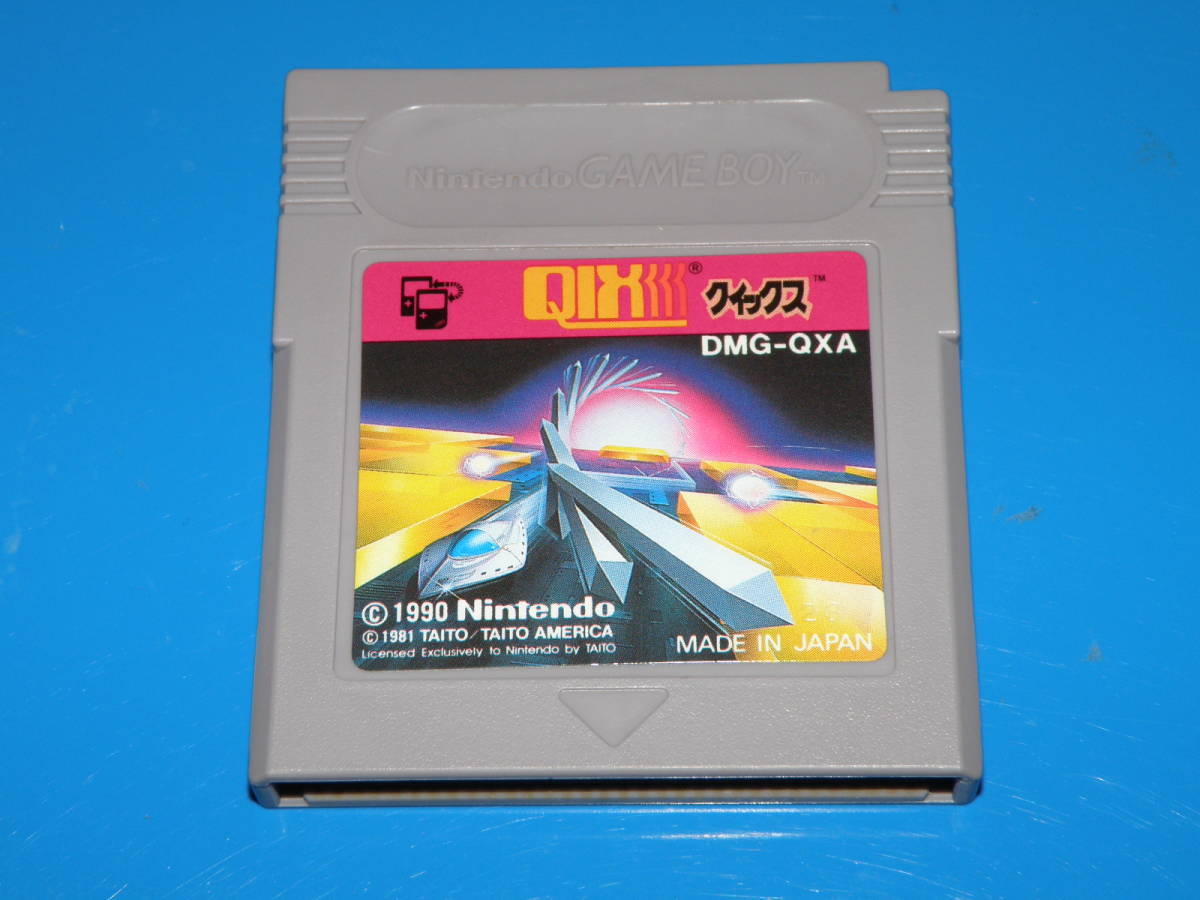 Nintendo GAME BOY™
QIX® クイックス™
DMG-QXA
© 1990 Nintendo
© 1981 TAITO / TAITO AMERICA
Licensed Exclusively to Nintendo by TAITO
MADE IN JAPAN